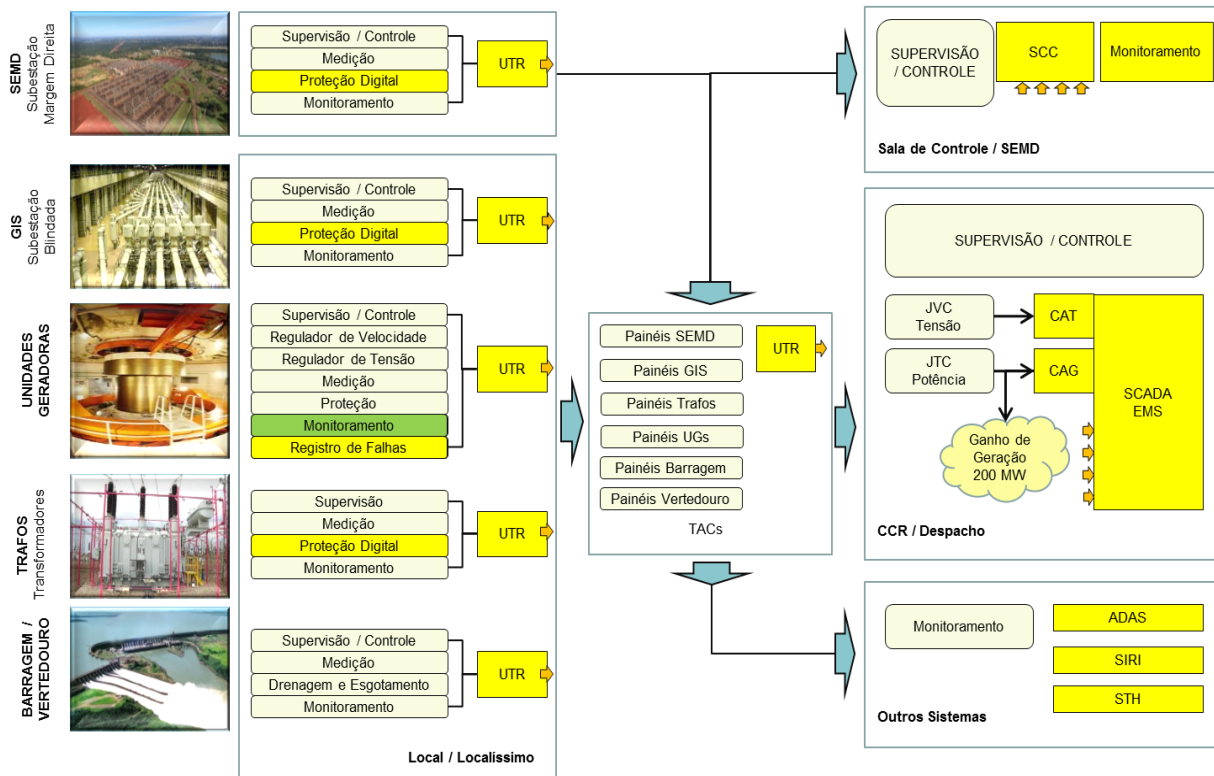 SEMD
Subestação
Margem Direita
Supervisão / Controle
Medição
Proteção Digital
Monitoramento
UTR
GIS
Subestação
Blindada
Supervisão / Controle
Medição
Proteção Digital
Monitoramento
UTR
UNIDADES
GERADORAS
Supervisão / Controle
Regulador de Velocidade
Regulador de Tensão
Medição
Proteção
Monitoramento
Registro de Falhas
UTR
TRAFOS
Transformadores
Supervisão
Medição
Proteção Digital
Monitoramento
UTR
BARRAGEM /
VERTEDOURO
Supervisão / Controle
Medição
Drenagem e Esgotamento
Monitoramento
UTR
Local / Localíssimo
Painéis SEMD
Painéis GIS
Painéis Trafos
Painéis UGs
Painéis Barragem
Painéis Vertedouro
UTR
TACs
SUPERVISÃO
/ CONTROLE
SCC
Monitoramento
Sala de Controle / SEMD
SUPERVISÃO / CONTROLE
JVC
Tensão
CAT
JTC
Potência
CAG
SCADA
EMS
Ganho de
Geração
200 MW
CCR / Despacho
Monitoramento
ADAS
SIRI
STH
Outros Sistemas